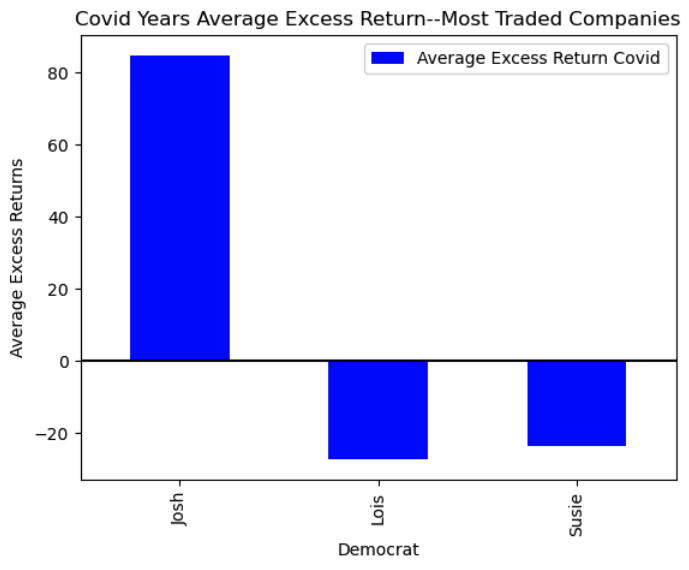 Covid Years Average Excess Return--Most Traded Companies
Average Excess Return Covid
Average Excess Returns
80
60
40
20
0
−20
Josh
Lois
Susie
Democrat